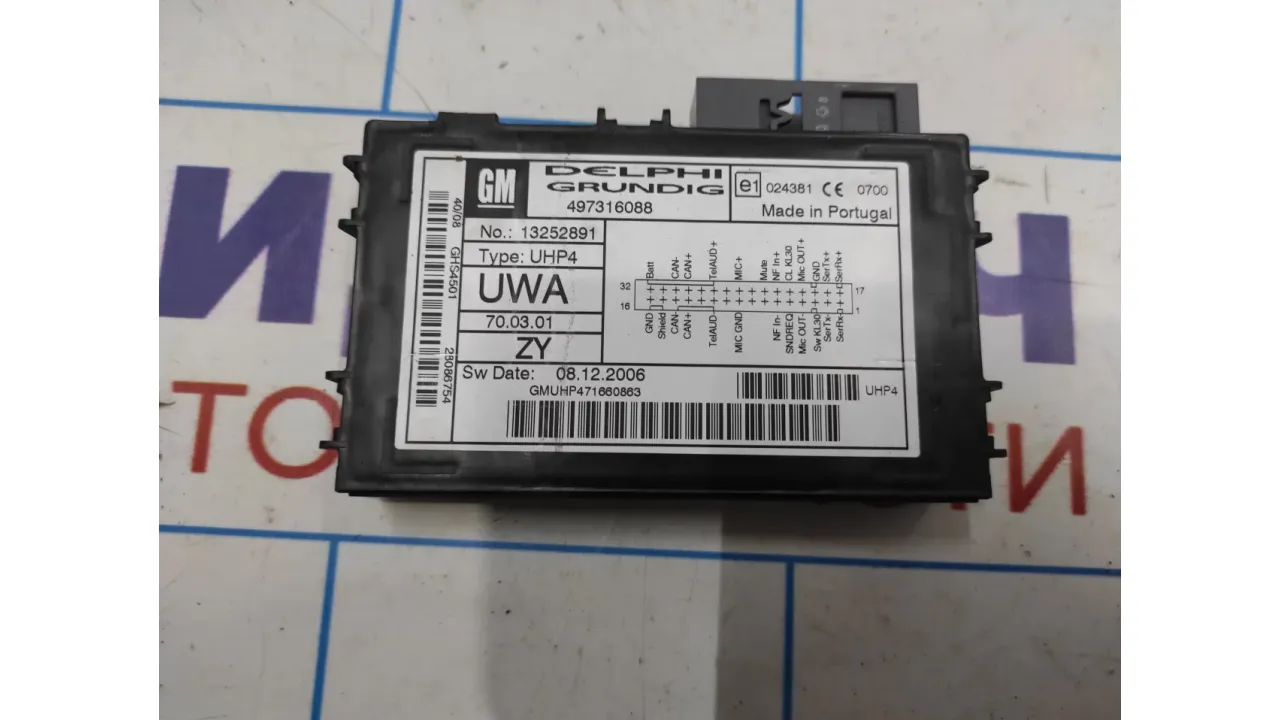 GM
DELPHI
GRUNDIG
497316088
e1 024381 CE 0700
Made in Portugal
No.: 13252891
Type: UHP4
UWA
70.03.01
ZY
Sw Date: 08.12.2006
GMUHP471660863
UHP4
40/08 GHS4501 28086754
Batt CAN- CAN+ TelAUD+ MIC+ Mute NF In+ CL KL30 Mic OUT+ GND SerTx+ SerRx+
32 17
16 1
GND Shield CAN- CAN+ TelAUD- MIC GND NF In- SNDREQ Mic OUT- Sw KL30 SerTx- SerRx-
ТО
ТИ